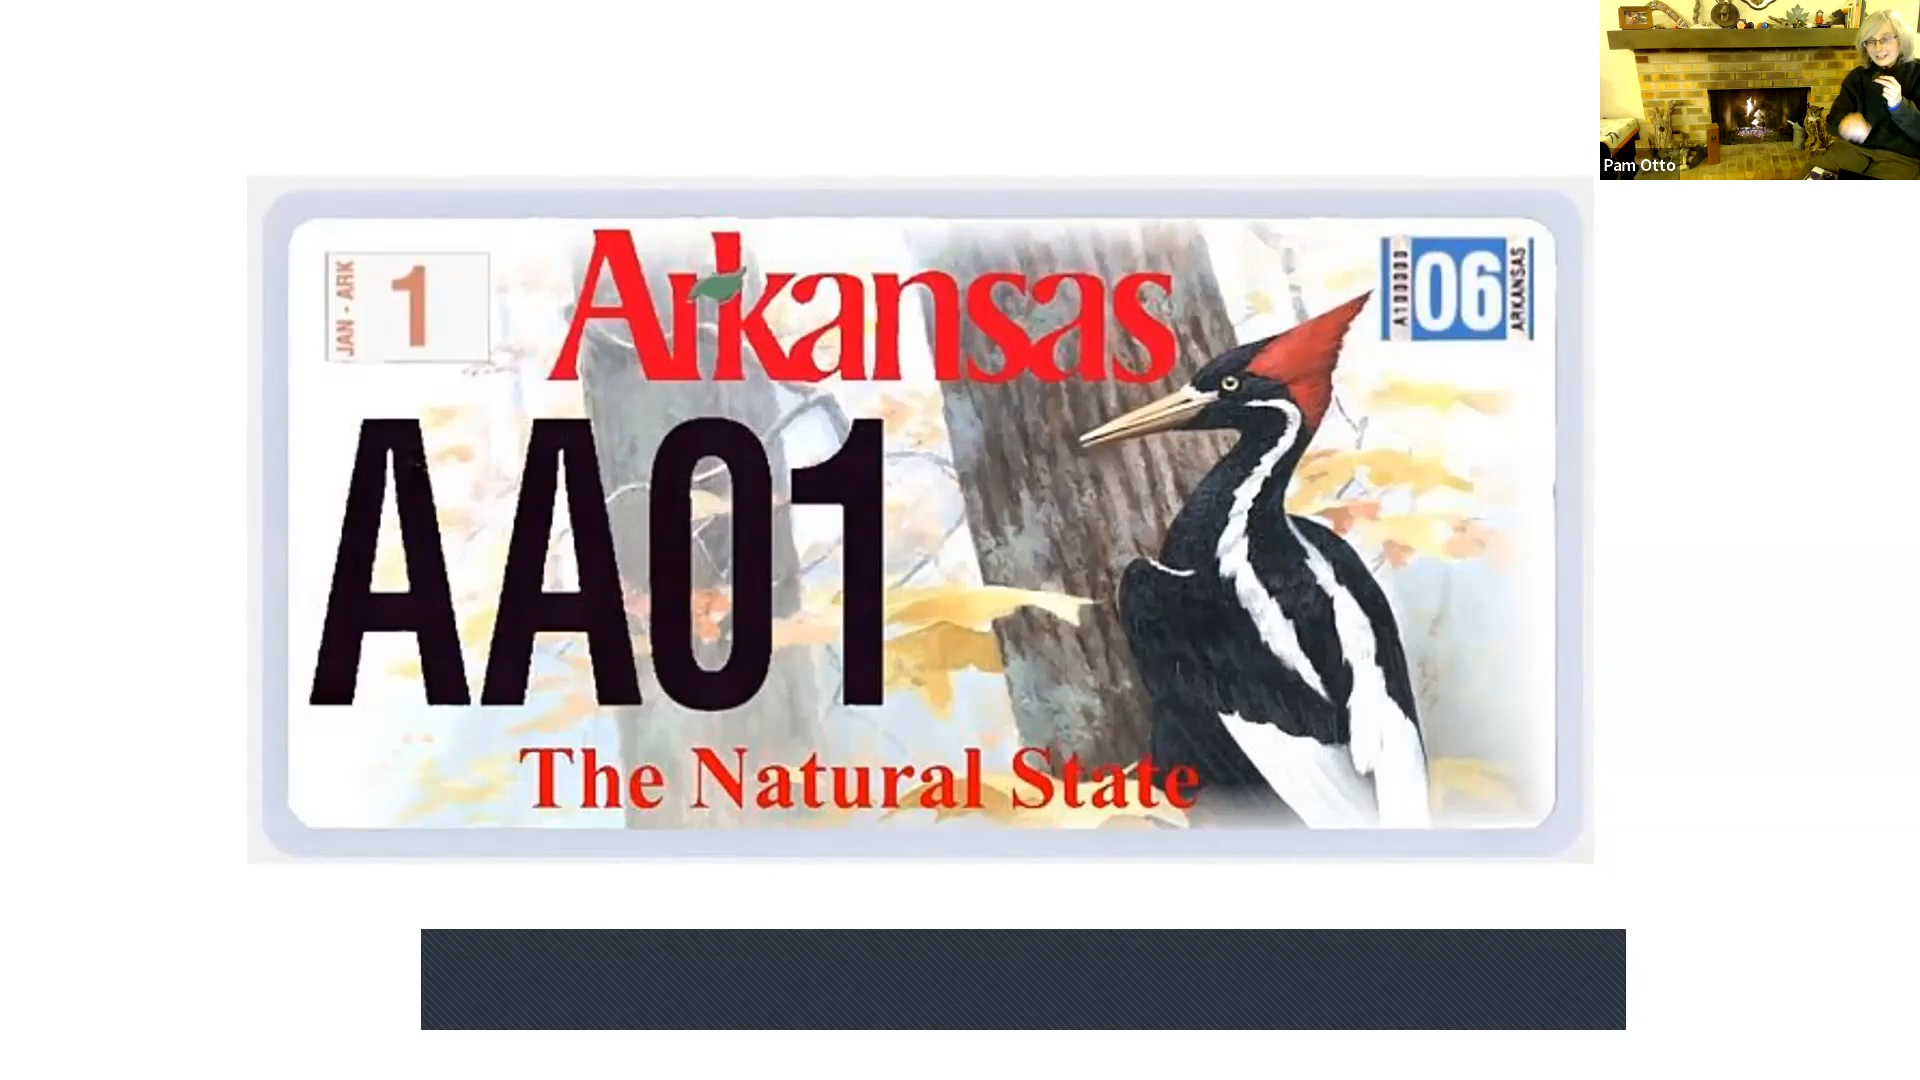 Pam Otto
JAN - ARK
1
Arkansas
A100000
06
ARKANSAS
AA01
The Natural State